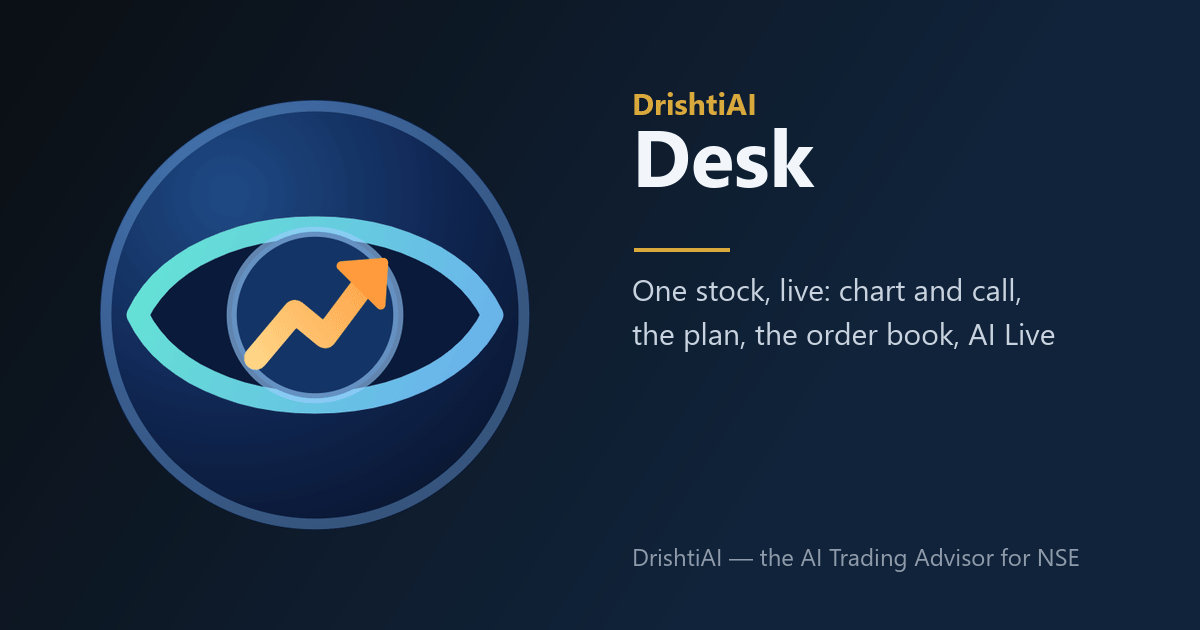 DrishtiAI
Desk
One stock, live: chart and call,
the plan, the order book, AI Live
DrishtiAI — the AI Trading Advisor for NSE